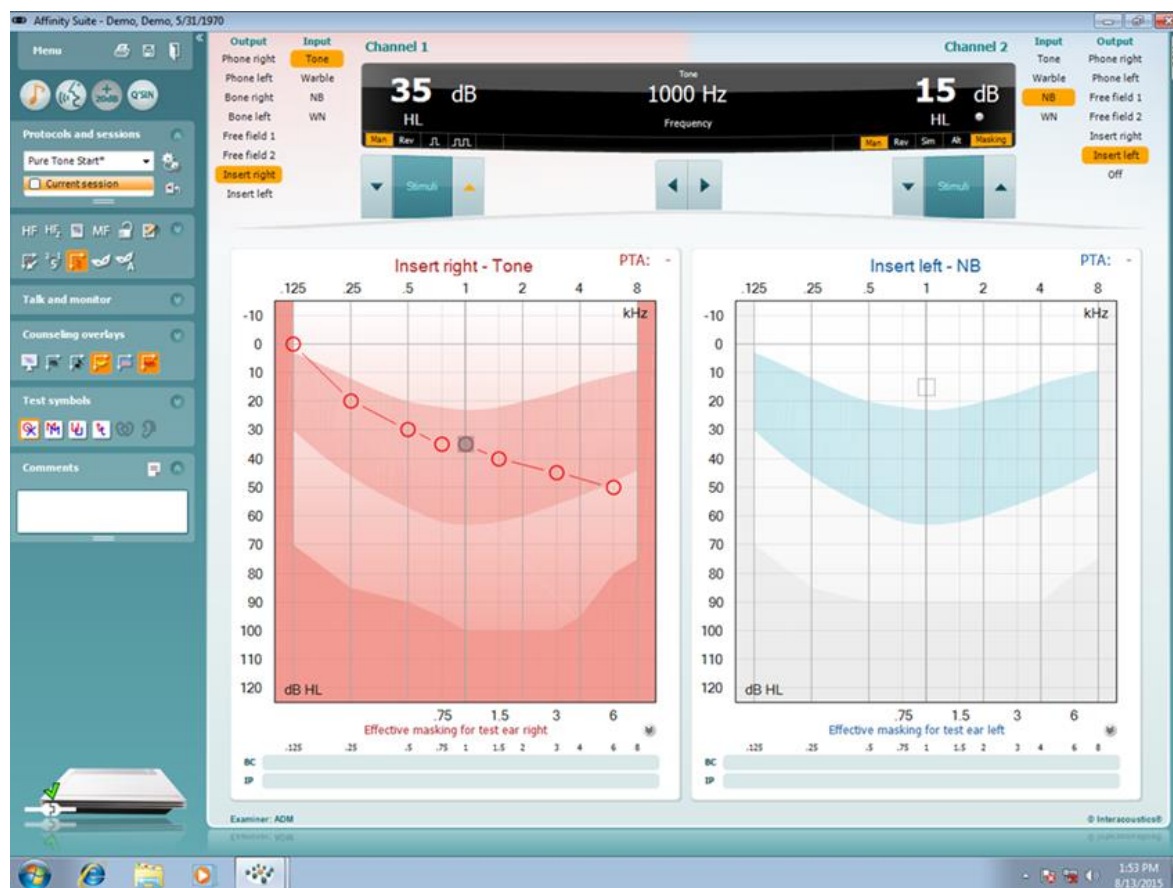 Affinity Suite - Demo, Demo, 5/31/1970
Menu
+ 20dB
Q'SIN
Protocols and sessions
Pure Tone Start*
Current session
HF HF₂ MF
Talk and monitor
Counseling overlays
Test symbols
Comments
Output Input
Phone right Tone
Phone left Warble
Bone right NB
Bone left WN
Free field 1
Free field 2
Insert right
Insert left
Channel 1
35 dB
HL
Man Rev
Tone
1000 Hz
Frequency
Channel 2
15 dB
HL
Man Rev Sim Alt Masking
Input Output
Tone Phone right
Warble Phone left
NB Free field 1
WN Free field 2
Insert right
Insert left
Off
Stimuli
Stimuli
Insert right - Tone
PTA: -
.125 .25 .5 1 2 4 8
kHz
-10
0
10
20
30
40
50
60
70
80
90
100
110
120 dB HL
.75 1.5 3 6
Effective masking for test ear right
.125 .25 .5 .75 1 1.5 2 3 4 6 8
BC
IP
Insert left - NB
PTA: -
.125 .25 .5 1 2 4 8
kHz
-10
0
10
20
30
40
50
60
70
80
90
100
110
120 dB HL
.75 1.5 3 6
Effective masking for test ear left
.125 .25 .5 .75 1 1.5 2 3 4 6 8
BC
IP
Examiner: ADM
© Interacoustics®
1:53 PM
8/13/2015